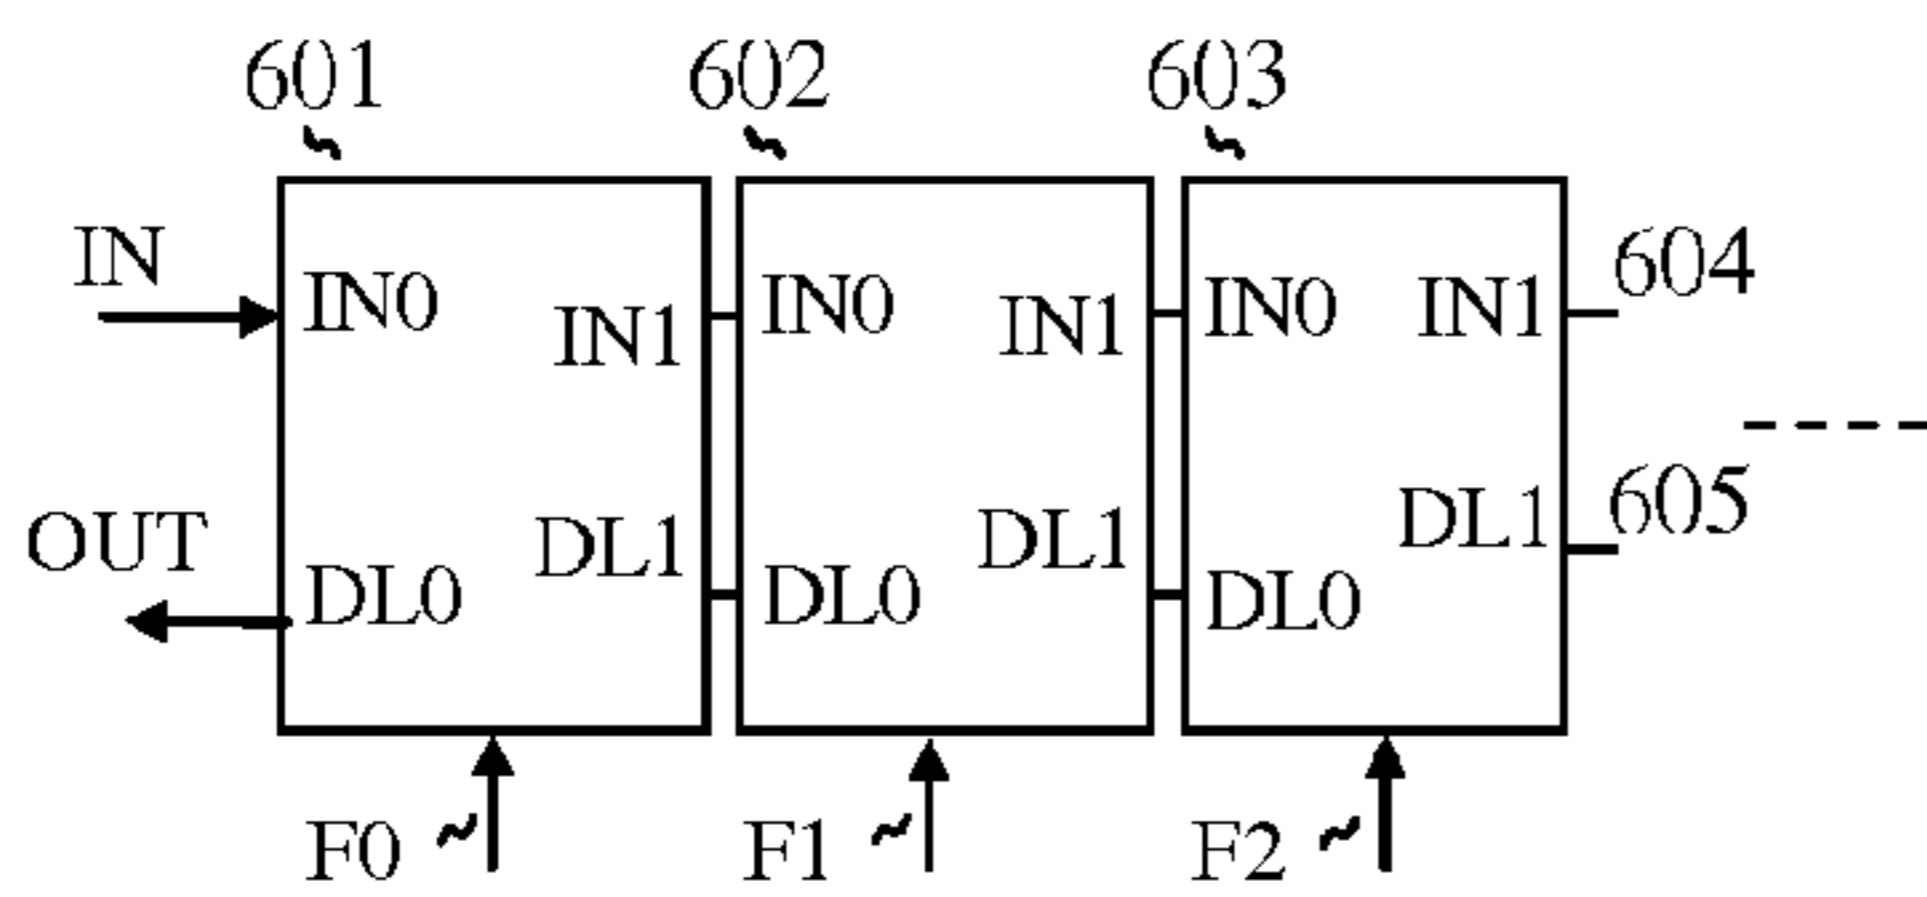 601 602 603
IN IN0 IN1 IN0 IN1 IN0 IN1 604
OUT DL0 DL1 DL0 DL1 DL0 DL1 605
F0 F1 F2